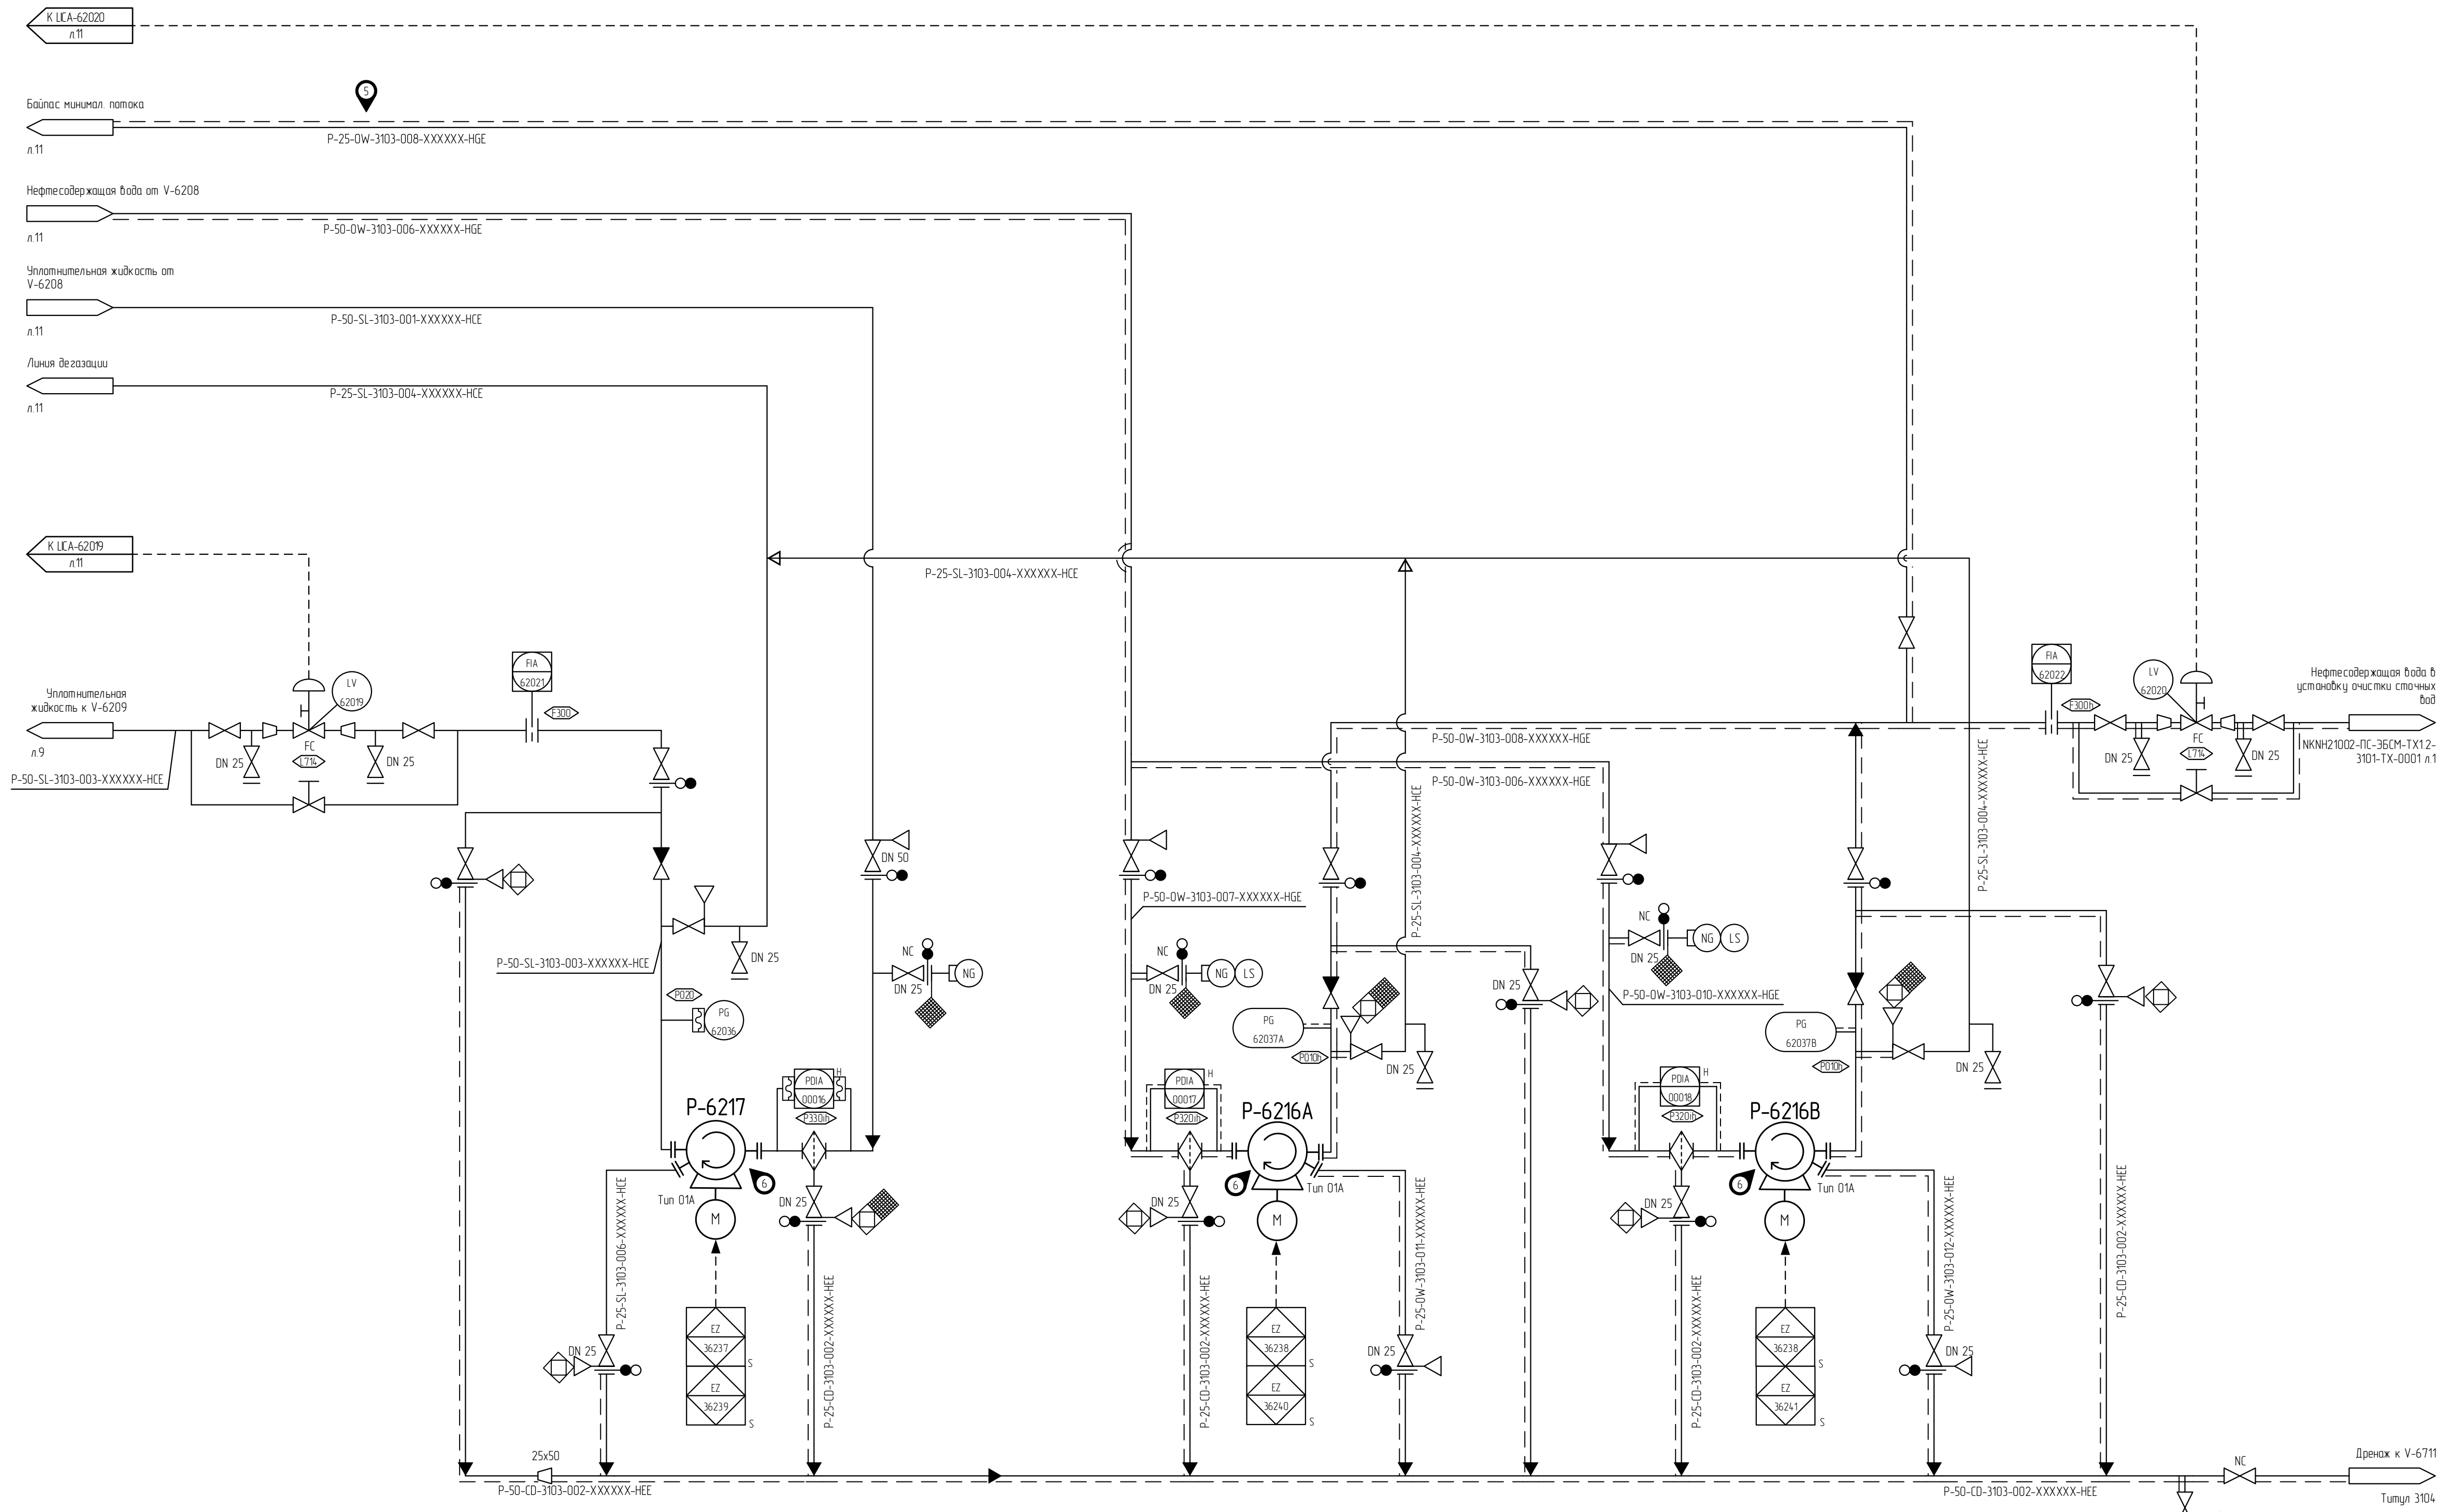 К LICA-62020
л.11
5
Байпас минимал. потока
P-25-OW-3103-008-XXXXXX-HGE
л.11
Нефтесодержащая вода от V-6208
P-50-OW-3103-006-XXXXXX-HGE
л.11
Уплотнительная жидкость от
V-6208
P-50-SL-3103-001-XXXXXX-HCE
л.11
Линия дегазации
P-25-SL-3103-004-XXXXXX-HCE
л.11
К LICA-62019
л.11
P-25-SL-3103-004-XXXXXX-HCE
Уплотнительная
жидкость к V-6209
л.9
P-50-SL-3103-003-XXXXXX-HCE
LV
62019
FC
L714
DN 25
DN 25
FIA
62021
F300
FIA
62022
F300h
LV
62020
FC
L714
DN 25
DN 25
Нефтесодержащая вода в
установку очистки сточных
вод
NKNH21002-ПС-ЭБСМ-ТХ1.2-
3101-ТХ-0001 л.1
P-50-OW-3103-008-XXXXXX-HGE
P-50-OW-3103-006-XXXXXX-HGE
P-25-SL-3103-004-XXXXXX-HCE
P-25-SL-3103-004-XXXXXX-HCE
DN 50
P-50-OW-3103-007-XXXXXX-HGE
P-50-SL-3103-003-XXXXXX-HCE
DN 25
NC
NG
DN 25
NC
NG
LS
DN 25
NC
NG
LS
DN 25
DN 25
P-50-OW-3103-010-XXXXXX-HGE
P020
PG
62036
PG
62037A
P010h
DN 25
PG
62037B
P010h
DN 25
P-6217
PDIA
00016
H
P330ih
PDIA
00017
H
P320ih
P-6216A
PDIA
00018
H
P320ih
P-6216B
Тип 01А
6
M
DN 25
DN 25
6
Тип 01А
M
DN 25
6
Тип 01А
M
P-25-SL-3103-006-XXXXXX-HCE
P-25-CD-3103-002-XXXXXX-HEE
P-25-CD-3103-002-XXXXXX-HEE
P-25-OW-3103-011-XXXXXX-HEE
P-25-CD-3103-002-XXXXXX-HEE
P-25-OW-3103-012-XXXXXX-HEE
P-25-CD-3103-002-XXXXXX-HEE
DN 25
EZ
36237
S
EZ
36239
S
EZ
36238
S
EZ
36240
S
DN 25
EZ
36238
S
EZ
36241
S
DN 25
25x50
P-50-CD-3103-002-XXXXXX-HEE
P-50-CD-3103-002-XXXXXX-HEE
NC
Дренаж к V-6711
Титул 3104